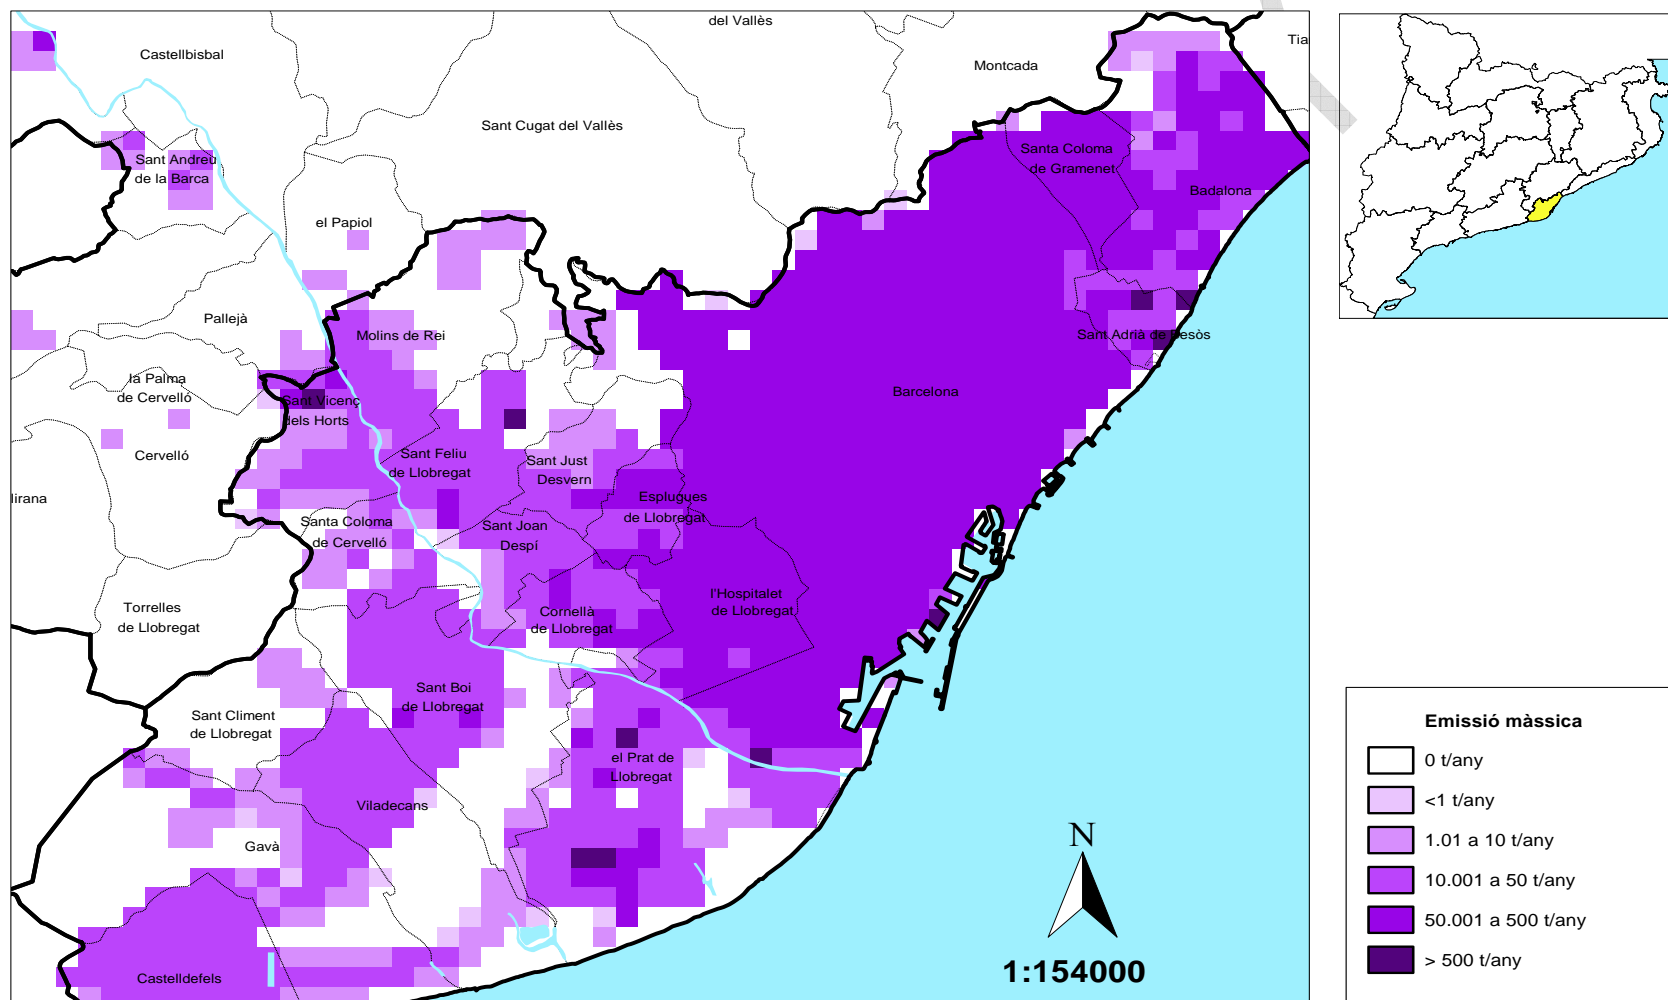 del Vallès
Tia
Castellbisbal
Montcada
Sant Cugat del Vallès
Santa Coloma
de Gramenet
Sant Andreu
de la Barca
Badalona
el Papiol
Pallejà
Molins de Rei
Sant Adrià de Besòs
la Palma
de Cervelló
Barcelona
Sant Vicenç
dels Horts
Cervelló
Sant Feliu
de Llobregat
Sant Just
Desvern
lirana
Esplugues
de Llobregat
Santa Coloma
de Cervelló
Sant Joan
Despí
l'Hospitalet
de Llobregat
Torrelles
de Llobregat
Cornellà
de Llobregat
Sant Boi
de Llobregat
Sant Climent
de Llobregat
el Prat de
Llobregat
Viladecans
Gavà
Castelldefels
N
1:154000
Emissió màssica
0 t/any
<1 t/any
1.01 a 10 t/any
10.001 a 50 t/any
50.001 a 500 t/any
> 500 t/any